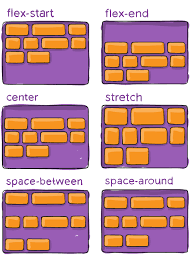 flex-start
flex-end
center
stretch
space-between
space-around